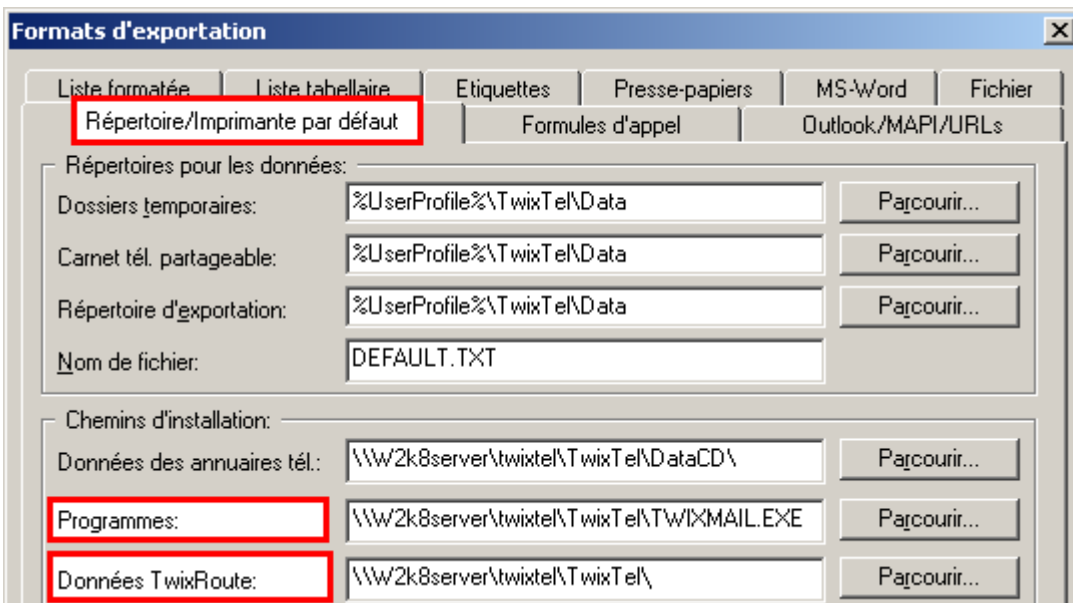 Formats d'exportation
Liste formatée Liste tabellaire Etiquettes Presse-papiers MS-Word Fichier
Répertoire/Imprimante par défaut Formules d'appel Outlook/MAPI/URLs
Répertoires pour les données:
Dossiers temporaires: %UserProfile%\TwixTel\Data Parcourir...
Carnet tél. partageable: %UserProfile%\TwixTel\Data Parcourir...
Répertoire d'exportation: %UserProfile%\TwixTel\Data Parcourir...
Nom de fichier: DEFAULT.TXT
Chemins d'installation:
Données des annuaires tél.: \\W2k8server\twixtel\TwixTel\DataCD\ Parcourir...
Programmes: \\W2k8server\twixtel\TwixTel\TWIXMAIL.EXE Parcourir...
Données TwixRoute: \\W2k8server\twixtel\TwixTel\ Parcourir...